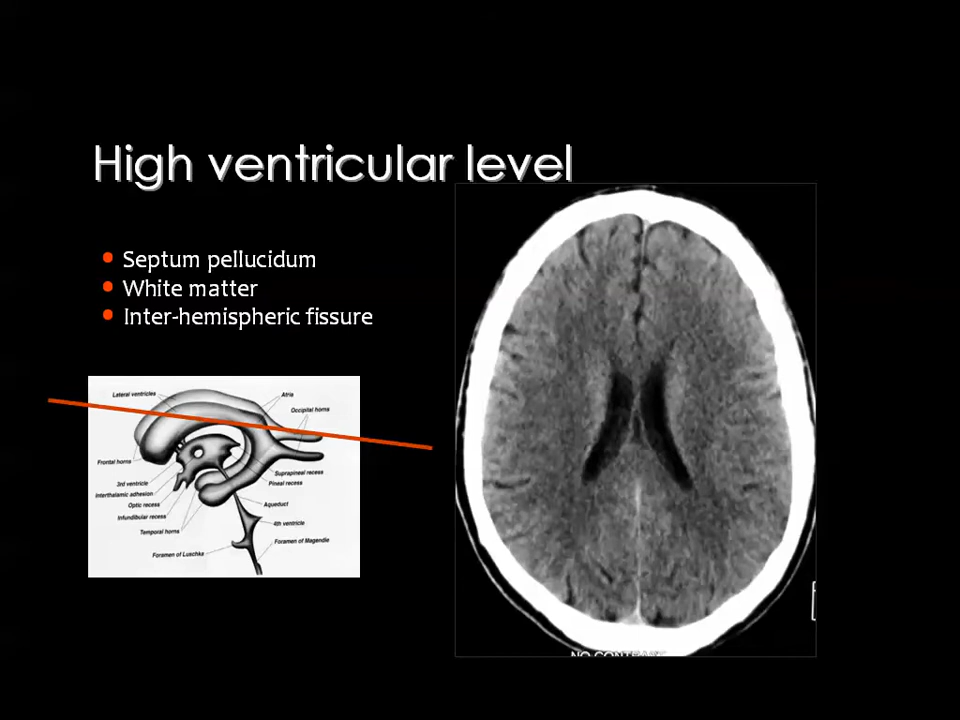 High ventricular level
Septum pellucidum
White matter
Inter-hemispheric fissure
Lateral ventricles
Atria
Occipital horns
Frontal horns
3rd ventricle
Interthalamic adhesion
Optic recess
Infundibular recess
Temporal horns
Foramen of Luschka
Suprapineal recess
Pineal recess
Aqueduct
4th ventricle
Foramen of Magendie
NO CONTRAST